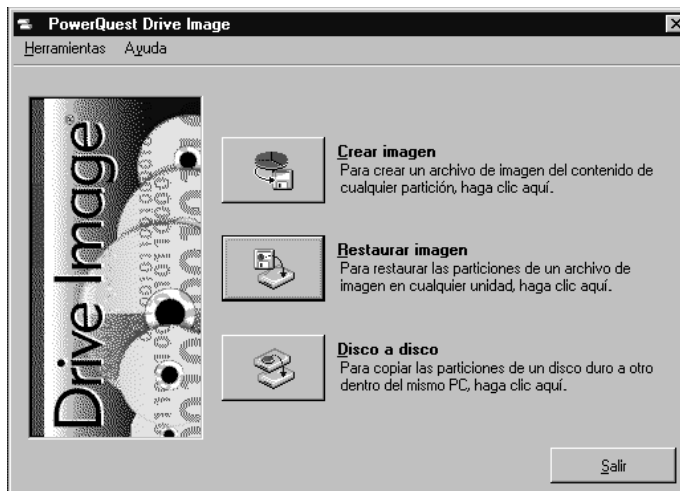 PowerQuest Drive Image
Herramientas Ayuda
Drive Image®
Crear imagen
Para crear un archivo de imagen del contenido de
cualquier partición, haga clic aquí.
Restaurar imagen
Para restaurar las particiones de un archivo de
imagen en cualquier unidad, haga clic aquí.
Disco a disco
Para copiar las particiones de un disco duro a otro
dentro del mismo PC, haga clic aquí.
Salir